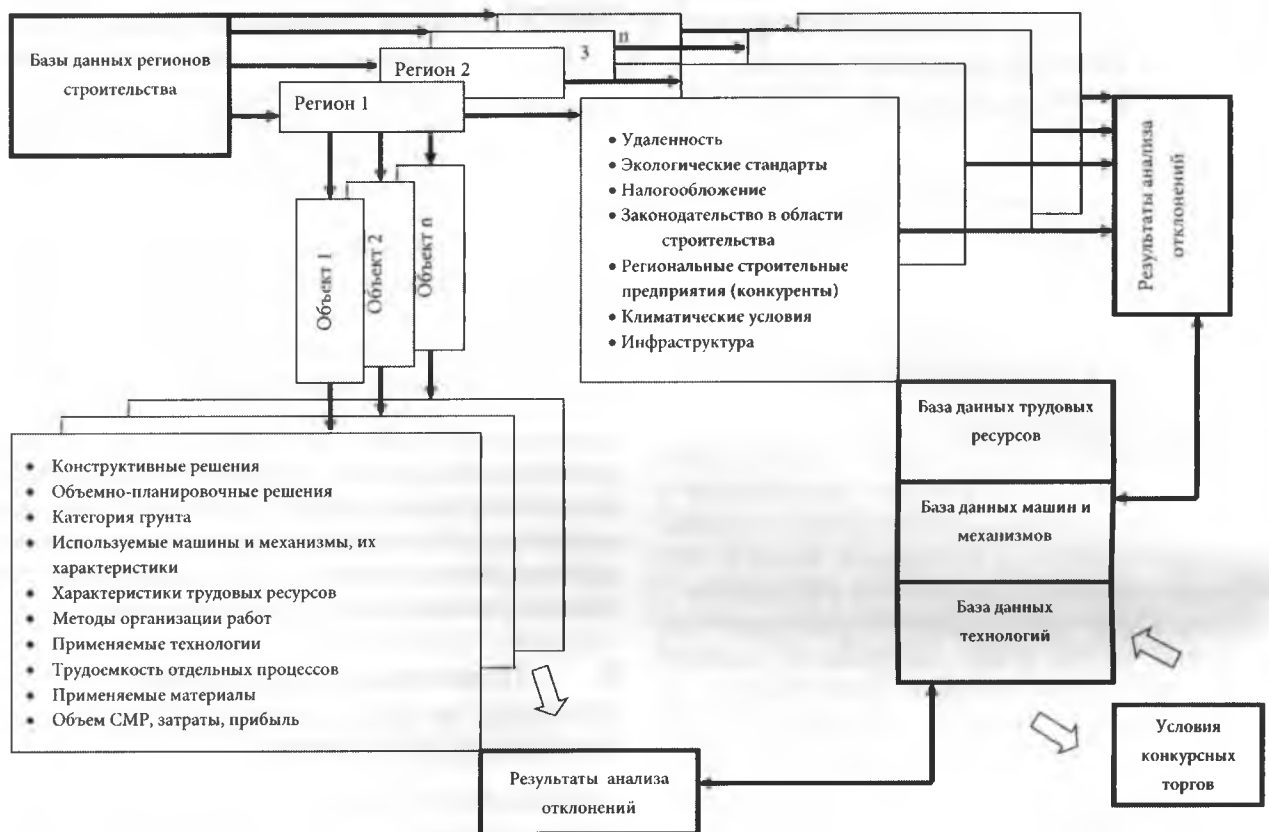 Базы данных регионов
строительства
n
3
Регион 2
Регион 1
Объект 1
Объект 2
Объект n
• Удаленность
• Экологические стандарты
• Налогообложение
• Законодательство в области
строительства
• Региональные строительные
предприятия (конкуренты)
• Климатические условия
• Инфраструктура
Результаты анализа
отклонений
• Конструктивные решения
• Объемно-планировочные решения
• Категория грунта
• Используемые машины и механизмы, их
характеристики
• Характеристики трудовых ресурсов
• Методы организации работ
• Применяемые технологии
• Трудоемкость отдельных процессов
• Применяемые материалы
• Объем СМР, затраты, прибыль
База данных трудовых
ресурсов
База данных машин и
механизмов
База данных
технологий
Результаты анализа
отклонений
Условия
конкурсных
торгов